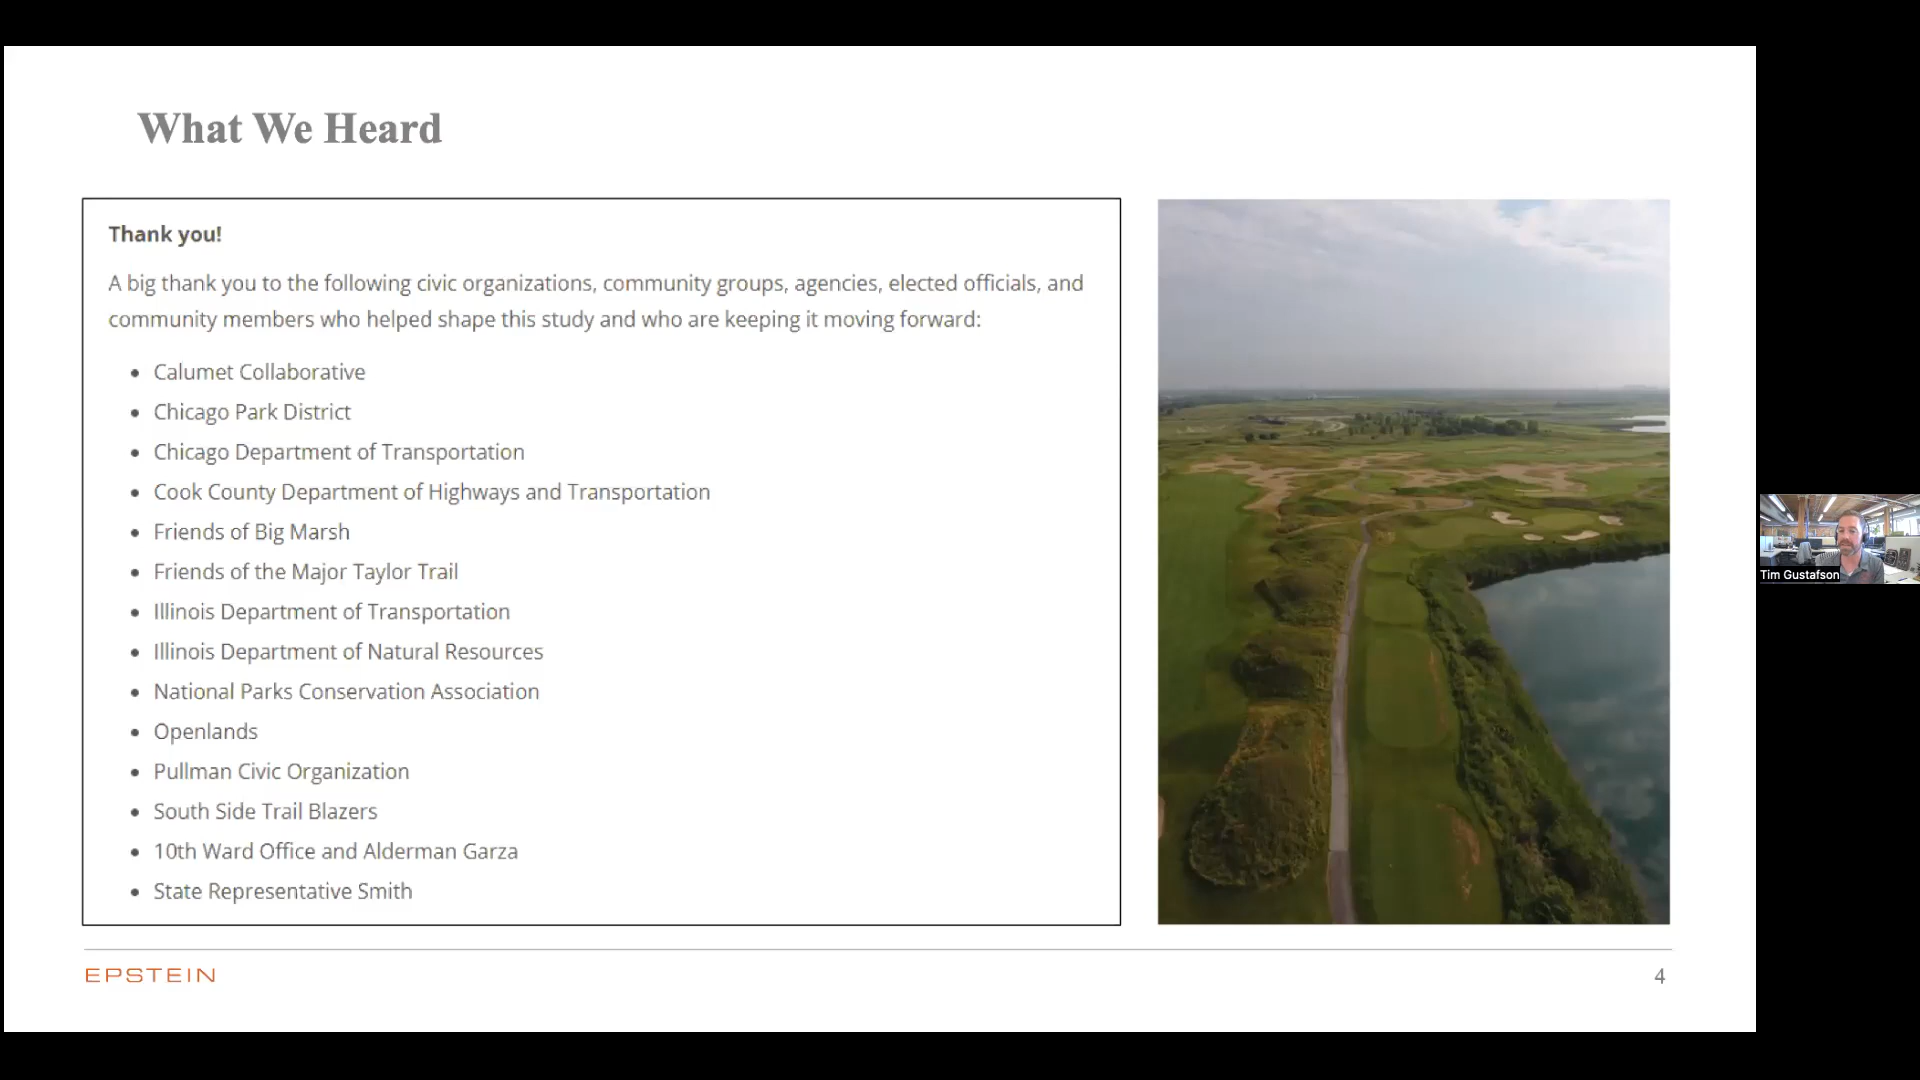 What We Heard
Thank you!
A big thank you to the following civic organizations, community groups, agencies, elected officials, and
community members who helped shape this study and who are keeping it moving forward:
• Calumet Collaborative
• Chicago Park District
• Chicago Department of Transportation
• Cook County Department of Highways and Transportation
• Friends of Big Marsh
• Friends of the Major Taylor Trail
• Illinois Department of Transportation
• Illinois Department of Natural Resources
• National Parks Conservation Association
• Openlands
• Pullman Civic Organization
• South Side Trail Blazers
• 10th Ward Office and Alderman Garza
• State Representative Smith
EPSTEIN
4
Tim Gustafson